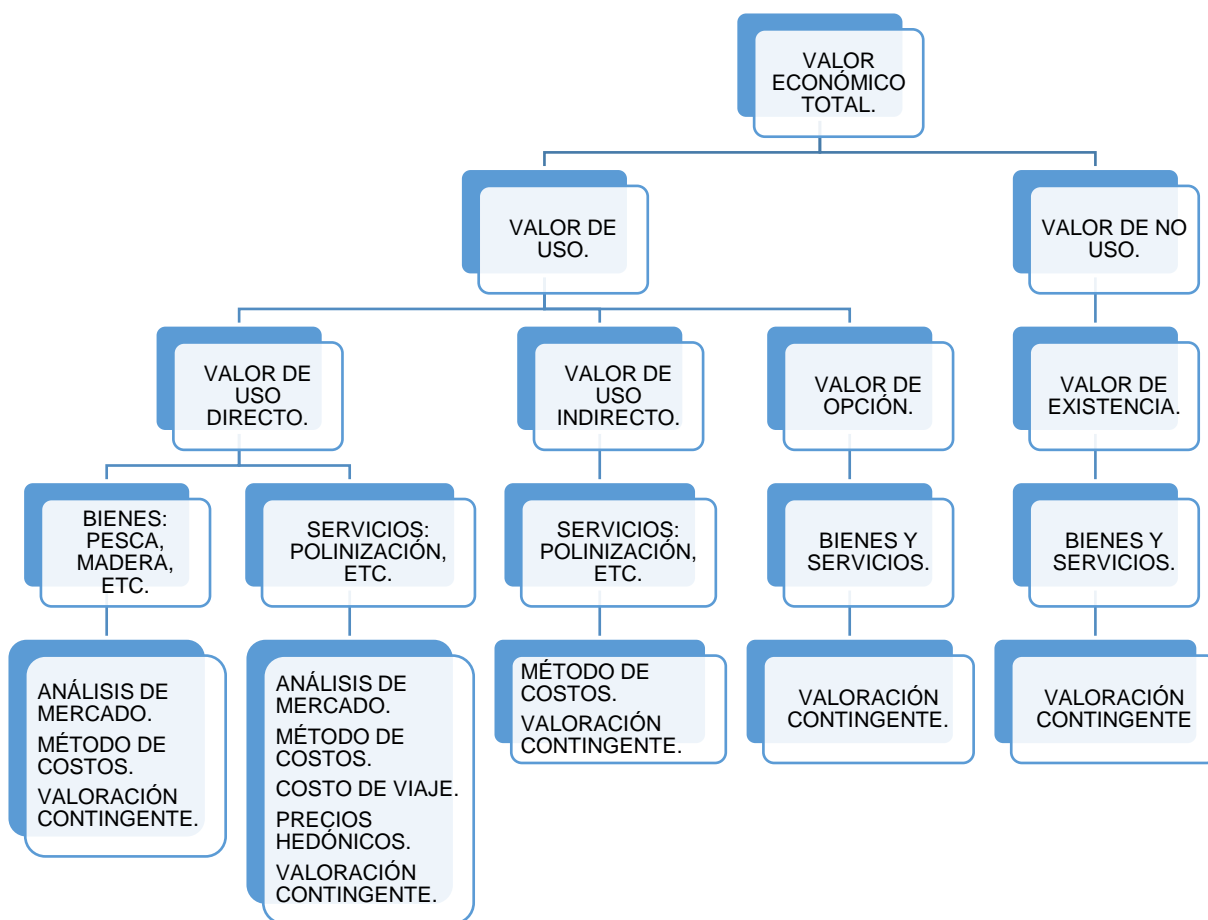 VALOR
ECONÓMICO
TOTAL.
VALOR DE
USO.
VALOR DE NO
USO.
VALOR DE
USO
DIRECTO.
VALOR DE
USO
INDIRECTO.
VALOR DE
OPCIÓN.
VALOR DE
EXISTENCIA.
BIENES:
PESCA,
MADERA,
ETC.
SERVICIOS:
POLINIZACIÓN,
ETC.
SERVICIOS:
POLINIZACIÓN,
ETC.
BIENES Y
SERVICIOS.
BIENES Y
SERVICIOS.
ANÁLISIS DE
MERCADO.
MÉTODO DE
COSTOS.
VALORACIÓN
CONTINGENTE.
ANÁLISIS DE
MERCADO.
MÉTODO DE
COSTOS.
COSTO DE VIAJE.
PRECIOS
HEDÓNICOS.
VALORACIÓN
CONTINGENTE.
MÉTODO DE
COSTOS.
VALORACIÓN
CONTINGENTE.
VALORACIÓN
CONTINGENTE.
VALORACIÓN
CONTINGENTE